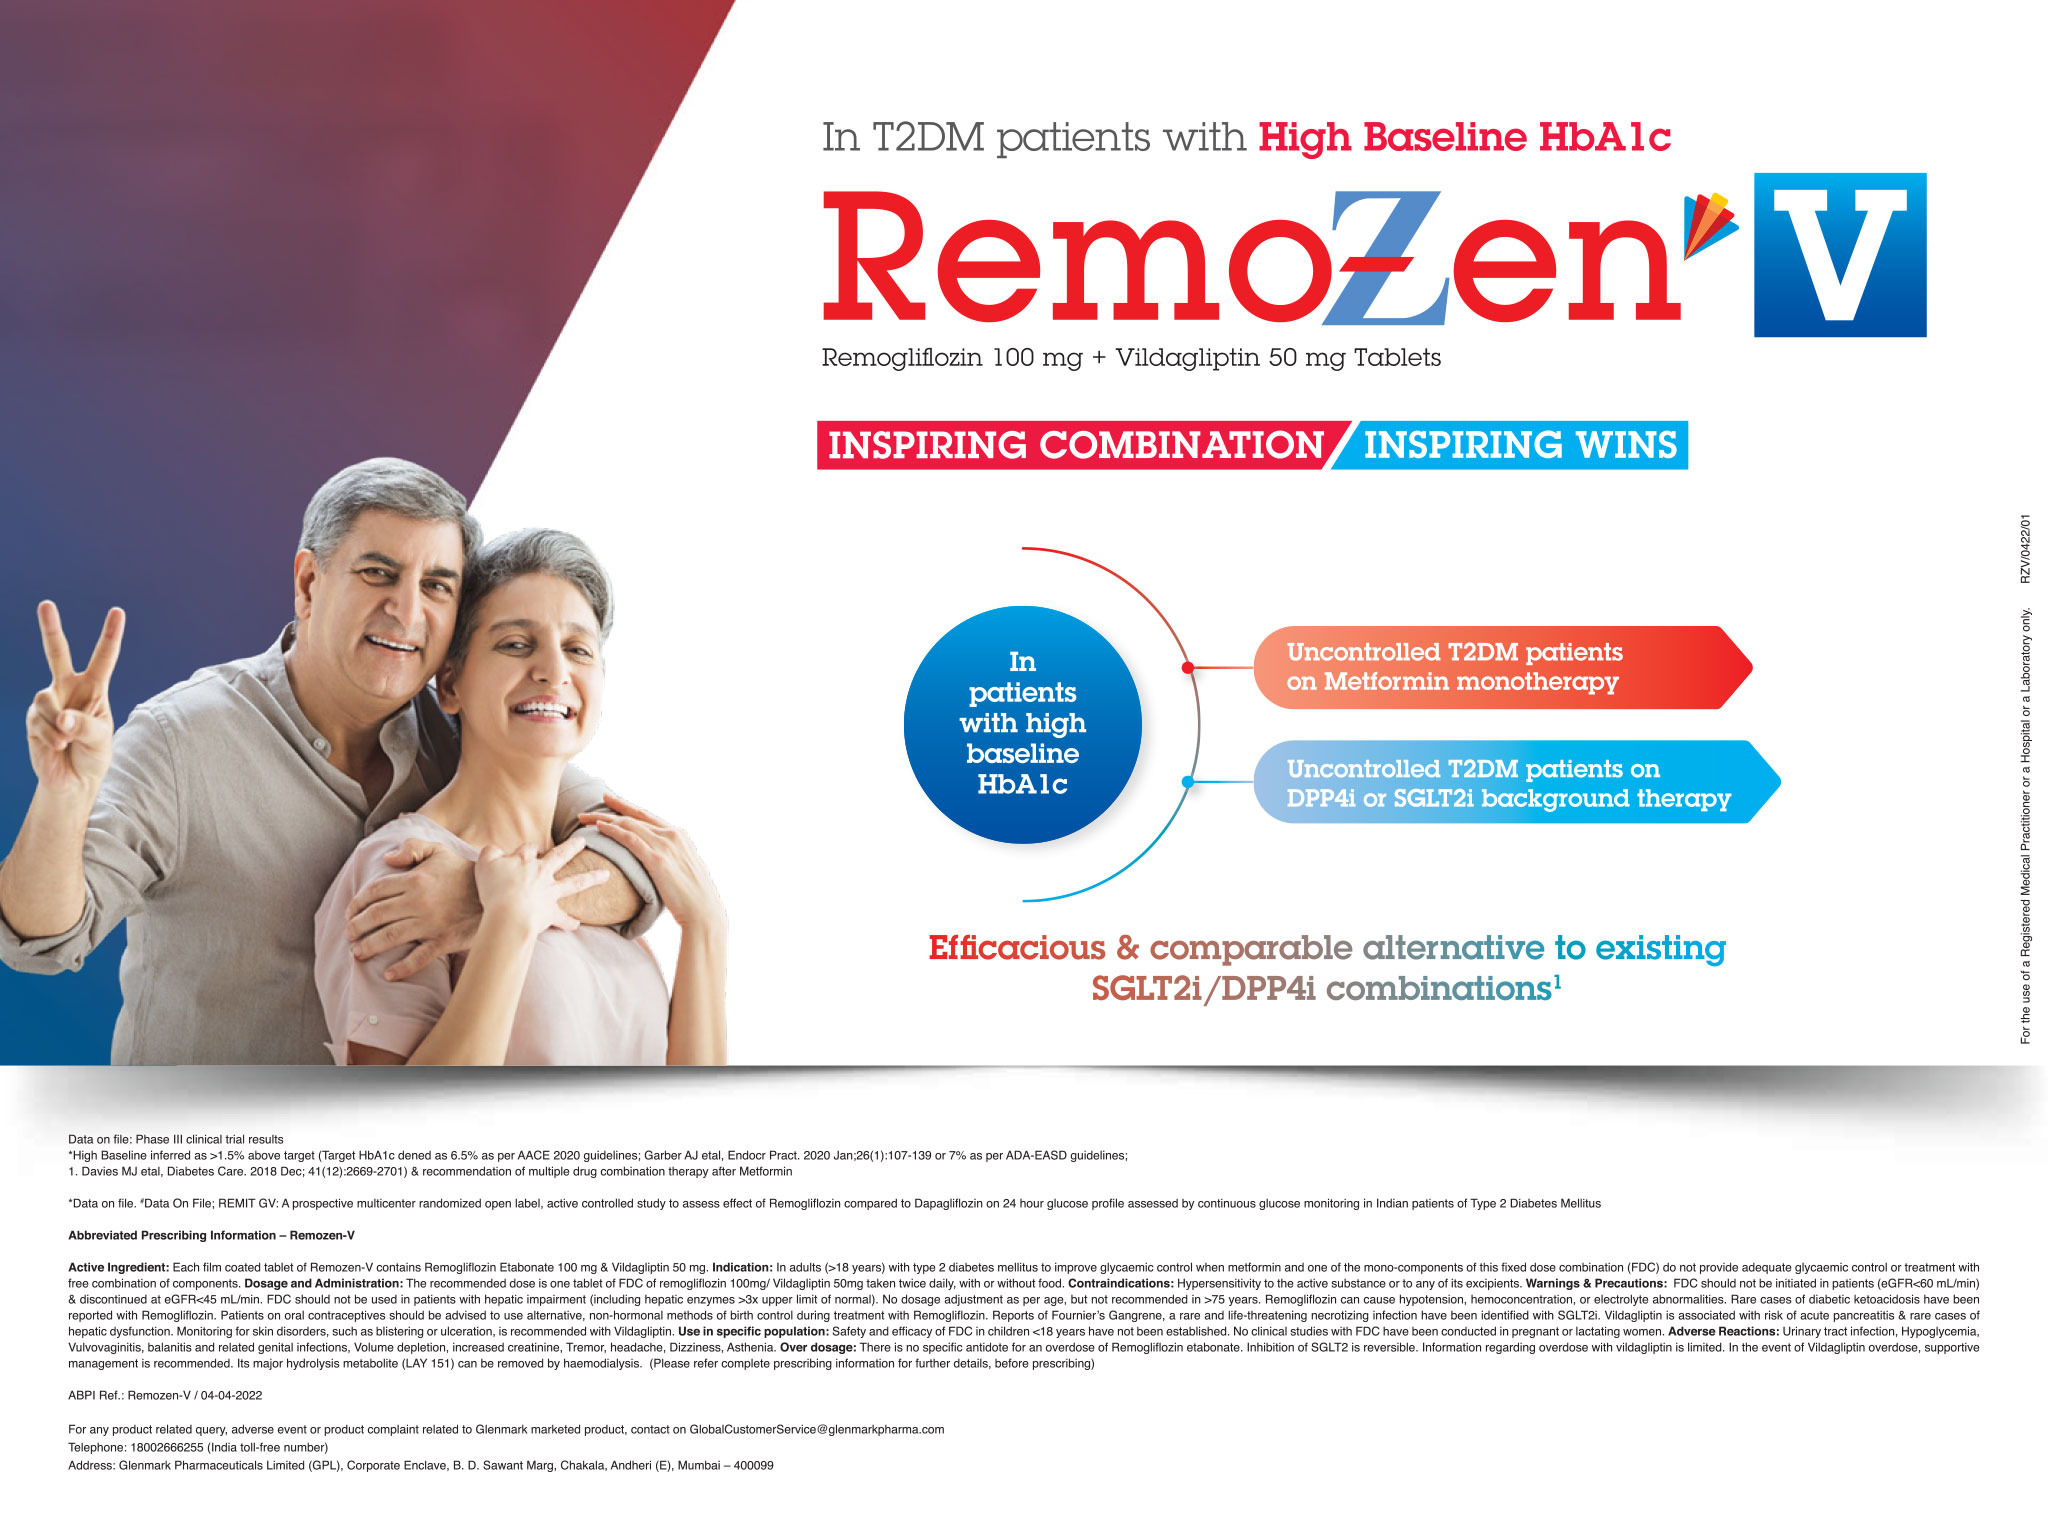 In T2DM patients with High Baseline HbA1c
RemoZen V
Remogliflozin 100 mg + Vildagliptin 50 mg Tablets
INSPIRING COMBINATION INSPIRING WINS
In
patients
with high
baseline
HbA1c
Uncontrolled T2DM patients
on Metformin monotherapy
Uncontrolled T2DM patients on
DPP4i or SGLT2i background therapy
Efficacious & comparable alternative to existing
SGLT2i/DPP4i combinations1
For the use of a Registered Medical Practitioner or a Hospital or a Laboratory only. RZV/0422/01
Data on file: Phase III clinical trial results
*High Baseline inferred as >1.5% above target (Target HbA1c dened as 6.5% as per AACE 2020 guidelines; Garber AJ etal, Endocr Pract. 2020 Jan;26(1):107-139 or 7% as per ADA-EASD guidelines;
1. Davies MJ etal, Diabetes Care. 2018 Dec; 41(12):2669-2701) & recommendation of multiple drug combination therapy after Metformin
*Data on file. #Data On File; REMIT GV: A prospective multicenter randomized open label, active controlled study to assess effect of Remogliflozin compared to Dapagliflozin on 24 hour glucose profile assessed by continuous glucose monitoring in Indian patients of Type 2 Diabetes Mellitus
Abbreviated Prescribing Information – Remozen-V
Active Ingredient: Each film coated tablet of Remozen-V contains Remogliflozin Etabonate 100 mg & Vildagliptin 50 mg. Indication: In adults (>18 years) with type 2 diabetes mellitus to improve glycaemic control when metformin and one of the mono-components of this fixed dose combination (FDC) do not provide adequate glycaemic control or treatment with
free combination of components. Dosage and Administration: The recommended dose is one tablet of FDC of remogliflozin 100mg/ Vildagliptin 50mg taken twice daily, with or without food. Contraindications: Hypersensitivity to the active substance or to any of its excipients. Warnings & Precautions: FDC should not be initiated in patients (eGFR<60 mL/min)
& discontinued at eGFR<45 mL/min. FDC should not be used in patients with hepatic impairment (including hepatic enzymes >3x upper limit of normal). No dosage adjustment as per age, but not recommended in >75 years. Remogliflozin can cause hypotension, hemoconcentration, or electrolyte abnormalities. Rare cases of diabetic ketoacidosis have been
reported with Remogliflozin. Patients on oral contraceptives should be advised to use alternative, non-hormonal methods of birth control during treatment with Remogliflozin. Reports of Fournier's Gangrene, a rare and life-threatening necrotizing infection have been identified with SGLT2i. Vildagliptin is associated with risk of acute pancreatitis & rare cases of
hepatic dysfunction. Monitoring for skin disorders, such as blistering or ulceration, is recommended with Vildagliptin. Use in specific population: Safety and efficacy of FDC in children <18 years have not been established. No clinical studies with FDC have been conducted in pregnant or lactating women. Adverse Reactions: Urinary tract infection, Hypoglycemia,
Vulvovaginitis, balanitis and related genital infections, Volume depletion, increased creatinine, Tremor, headache, Dizziness, Asthenia. Over dosage: There is no specific antidote for an overdose of Remogliflozin etabonate. Inhibition of SGLT2 is reversible. Information regarding overdose with vildagliptin is limited. In the event of Vildagliptin overdose, supportive
management is recommended. Its major hydrolysis metabolite (LAY 151) can be removed by haemodialysis. (Please refer complete prescribing information for further details, before prescribing)
ABPI Ref.: Remozen-V / 04-04-2022
For any product related query, adverse event or product complaint related to Glenmark marketed product, contact on GlobalCustomerService@glenmarkpharma.com
Telephone: 18002666255 (India toll-free number)
Address: Glenmark Pharmaceuticals Limited (GPL), Corporate Enclave, B. D. Sawant Marg, Chakala, Andheri (E), Mumbai – 400099